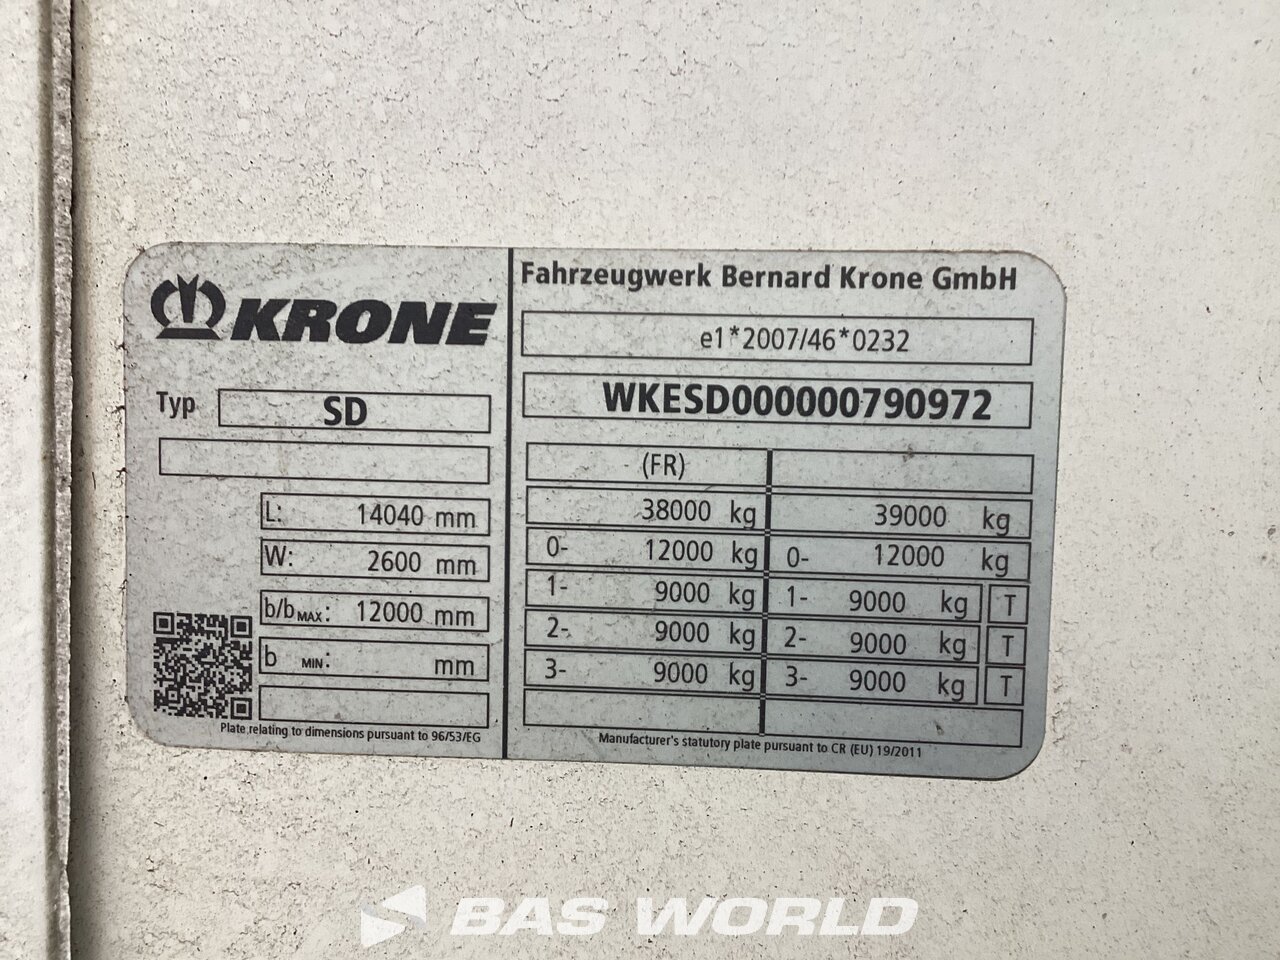 KRONE
Typ SD
L: 14040 mm
W: 2600 mm
b/bMAX: 12000 mm
b MIN: mm
Plate relating to dimensions pursuant to 96/53/EG
Fahrzeugwerk Bernard Krone GmbH
e1*2007/46*0232
WKESD000000790972
(FR)
38000 kg 39000 kg
0- 12000 kg 0- 12000 kg
1- 9000 kg 1- 9000 kg T
2- 9000 kg 2- 9000 kg T
3- 9000 kg 3- 9000 kg T
Manufacturer's statutory plate pursuant to CR (EU) 19/2011
BAS WORLD